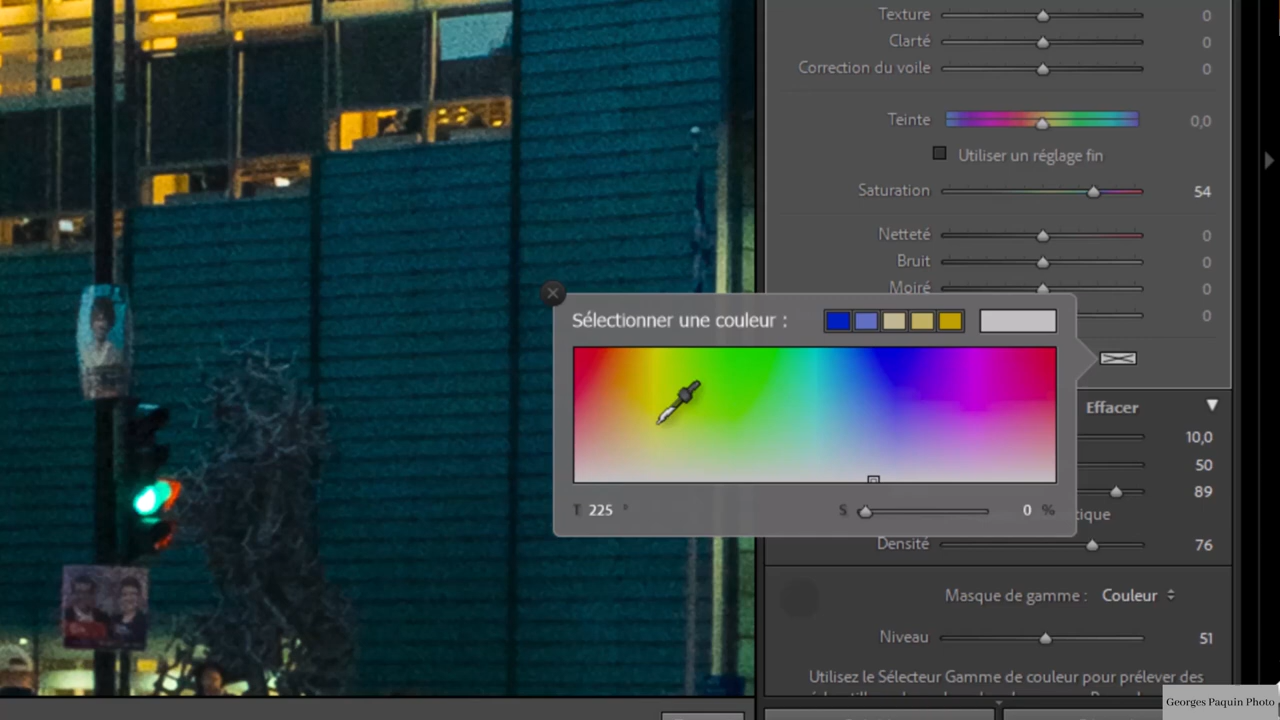 Texture 0
Clarté 0
Correction du voile 0
Teinte 0,0
Utiliser un réglage fin
Saturation 54
Netteté 0
Bruit 0
Moiré 0
0
Sélectionner une couleur :
T 225 °
S 0 %
Effacer
10,0
50
89
tique
Densité 76
Masque de gamme : Couleur
Niveau 51
Utilisez le Sélecteur Gamme de couleur pour prélever des
Georges Paquin Photo